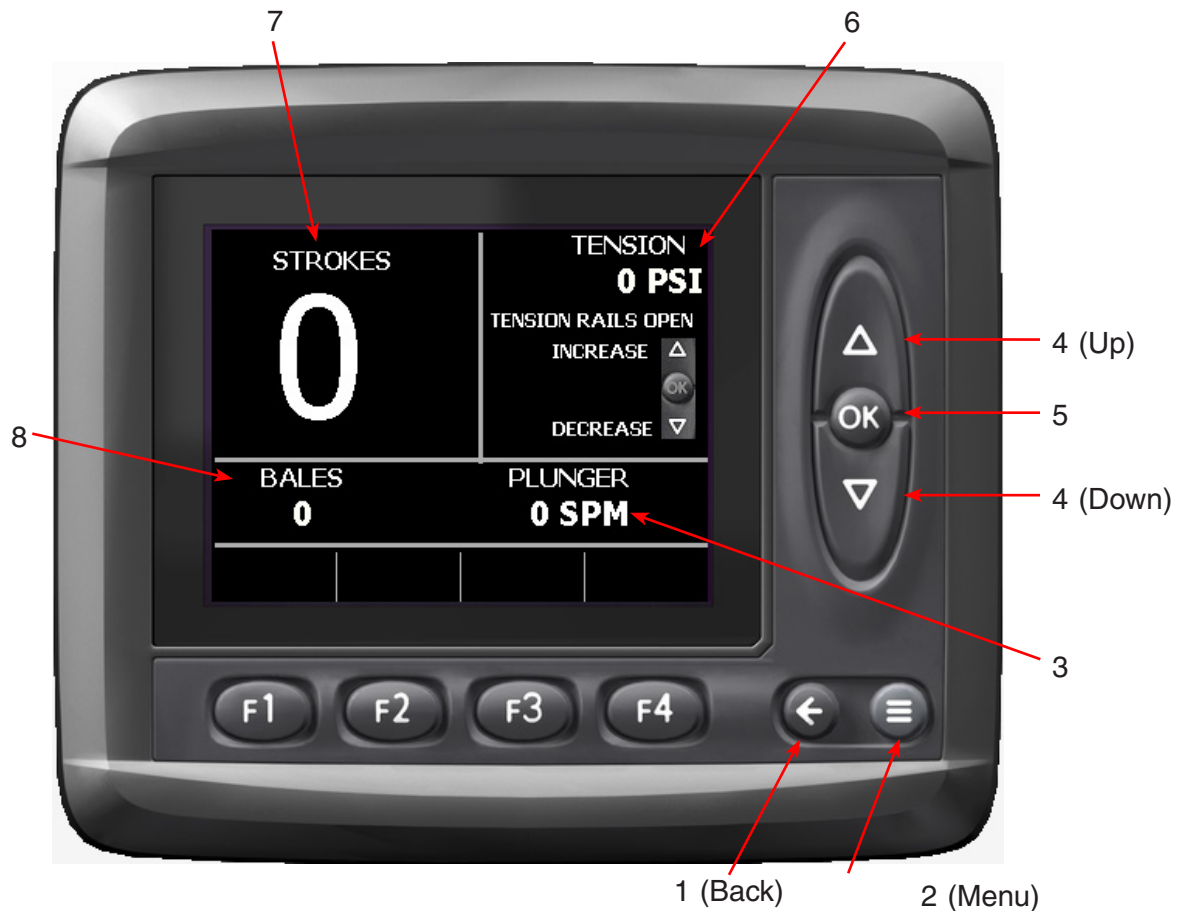 7
6
STROKES
0
TENSION
0 PSI
TENSION RAILS OPEN
INCREASE
OK
DECREASE
BALES
0
PLUNGER
0 SPM
8
OK
4 (Up)
5
4 (Down)
3
F1
F2
F3
F4
1 (Back)
2 (Menu)